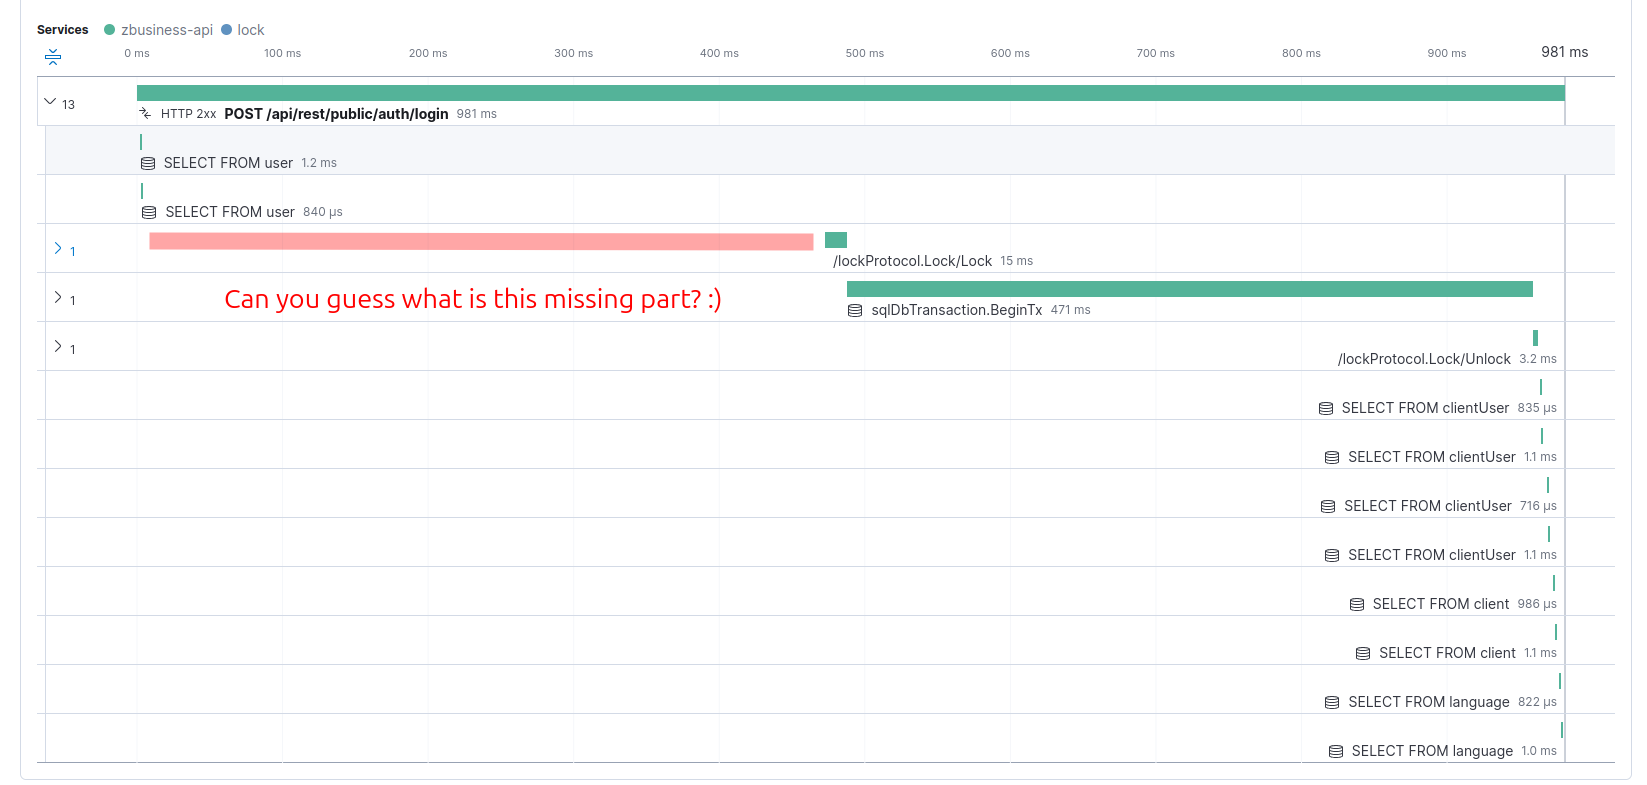 Services zbusiness-api lock
0 ms 100 ms 200 ms 300 ms 400 ms 500 ms 600 ms 700 ms 800 ms 900 ms 981 ms
13
HTTP 2xx POST /api/rest/public/auth/login 981 ms
SELECT FROM user 1.2 ms
SELECT FROM user 840 μs
1
/lockProtocol.Lock/Lock 15 ms
1 Can you guess what is this missing part? :)
sqlDbTransaction.BeginTx 471 ms
1
/lockProtocol.Lock/Unlock 3.2 ms
SELECT FROM clientUser 835 μs
SELECT FROM clientUser 1.1 ms
SELECT FROM clientUser 716 μs
SELECT FROM clientUser 1.1 ms
SELECT FROM client 986 μs
SELECT FROM client 1.1 ms
SELECT FROM language 822 μs
SELECT FROM language 1.0 ms